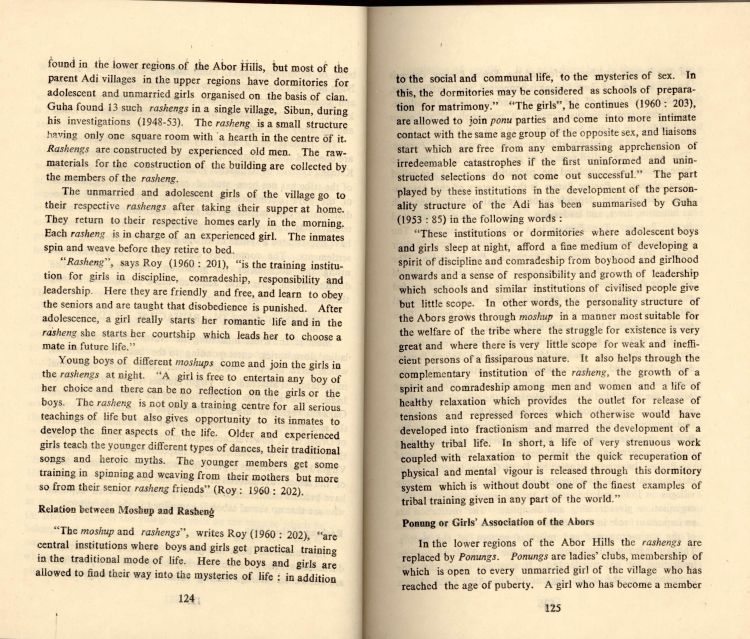 found in the lower regions of the Abor Hills, but most of the
parent Adi villages in the upper regions have dormitories for
adolescent and unmarried girls organised on the basis of clan.
Guha found 13 such rashengs in a single village, Sibun, during
his investigations (1948-53). The rasheng is a small structure
having only one square room with a hearth in the centre of it.
Rashengs are constructed by experienced old men. The raw-
materials for the construction of the building are collected by
the members of the rasheng.
The unmarried and adolescent girls of the village go to
their respective rashengs after taking their supper at home.
They return to their respective homes early in the morning.
Each rasheng is in charge of an experienced girl. The inmates
spin and weave before they retire to bed.
"Rasheng", says Roy (1960 : 201), "is the training institu-
tion for girls in discipline, comradeship, responsibility and
leadership. Here they are friendly and free, and learn to obey
the seniors and are taught that disobedience is punished. After
adolescence, a girl really starts her romantic life and in the
rasheng she starts her courtship which leads her to choose a
mate in future life."
Young boys of different moshups come and join the girls in
the rashengs at night. "A girl is free to entertain any boy of
her choice and there can be no reflection on the girls or the
boys. The rasheng is not only a training centre for all serious
teachings of life but also gives opportunity to its inmates to
develop the finer aspects of the life. Older and experienced
girls teach the younger different types of dances, their traditional
songs and heroic myths. The younger members get some
training in spinning and weaving from their mothers but more
so from their senior rasheng friends" (Roy : 1960 : 202).
Relation between Moshup and Rasheng
"The moshup and rashengs", writes Roy (1960 : 202), "are
central institutions where boys and girls get practical training
in the traditional mode of life. Here the boys and girls are
allowed to find their way into the mysteries of life : in addition
124
to the social and communal life, to the mysteries of sex. In
this, the dormitories may be considered as schools of prepara-
tion for matrimony." "The girls", he continues (1960 : 203),
are allowed to join ponu parties and come into more intimate
contact with the same age group of the opposite sex, and liaisons
start which are free from any embarrassing apprehension of
irredeemable catastrophes if the first uninformed and unin-
structed selections do not come out successful." The part
played by these institutions in the development of the person-
ality structure of the Adi has been summarised by Guha
(1953 : 85) in the following words :
"These institutions or dormitories where adolescent boys
and girls sleep at night, afford a fine medium of developing a
spirit of discipline and comradeship from boyhood and girlhood
onwards and a sense of responsibility and growth of leadership
which schools and similar institutions of civilised people give
but little scope. In other words, the personality structure of
the Abors grows through moshup in a manner most suitable for
the welfare of the tribe where the struggle for existence is very
great and where there is very little scope for weak and ineffi-
cient persons of a fissiparous nature. It also helps through the
complementary institution of the rasheng, the growth of a
spirit and comradeship among men and women and a life of
healthy relaxation which provides the outlet for release of
tensions and repressed forces which otherwise would have
developed into fractionism and marred the development of a
healthy tribal life. In short, a life of very strenuous work
coupled with relaxation to permit the quick recuperation of
physical and mental vigour is released through this dormitory
system which is without doubt one of the finest examples of
tribal training given in any part of the world."
Ponung or Girls' Association of the Abors
In the lower regions of the Abor Hills the rashengs are
replaced by Ponungs. Ponungs are ladies' clubs, membership of
which is open to every unmarried girl of the village who has
reached the age of puberty. A girl who has become a member
125